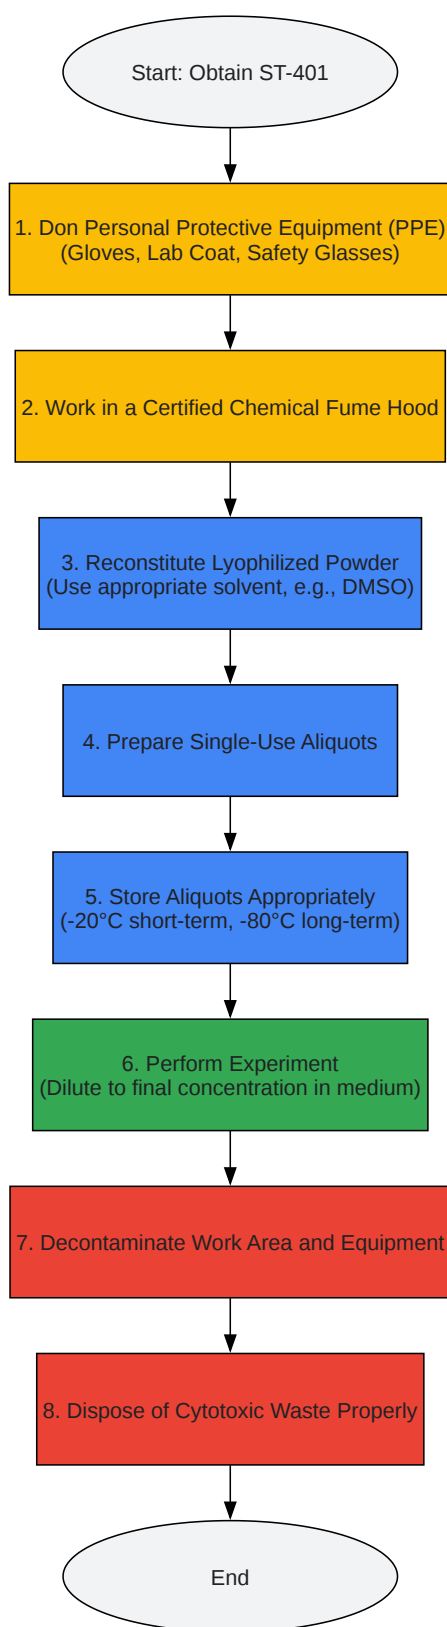 Start: Obtain ST-401
1. Don Personal Protective Equipment (PPE)
(Gloves, Lab Coat, Safety Glasses)
2. Work in a Certified Chemical Fume Hood
3. Reconstitute Lyophilized Powder
(Use appropriate solvent, e.g., DMSO)
4. Prepare Single-Use Aliquots
5. Store Aliquots Appropriately
(-20°C short-term, -80°C long-term)
6. Perform Experiment
(Dilute to final concentration in medium)
7. Decontaminate Work Area and Equipment
8. Dispose of Cytotoxic Waste Properly
End